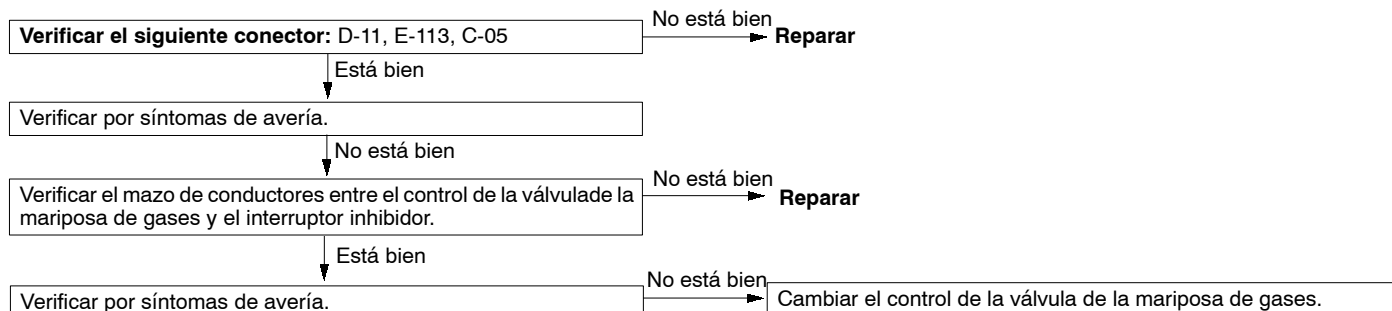 Verificar el siguiente conector: D-11, E-113, C-05
No está bien
Reparar
Está bien
Verificar por síntomas de avería.
No está bien
Verificar el mazo de conductores entre el control de la válvulade la
mariposa de gases y el interruptor inhibidor.
No está bien
Reparar
Está bien
Verificar por síntomas de avería.
No está bien
Cambiar el control de la válvula de la mariposa de gases.